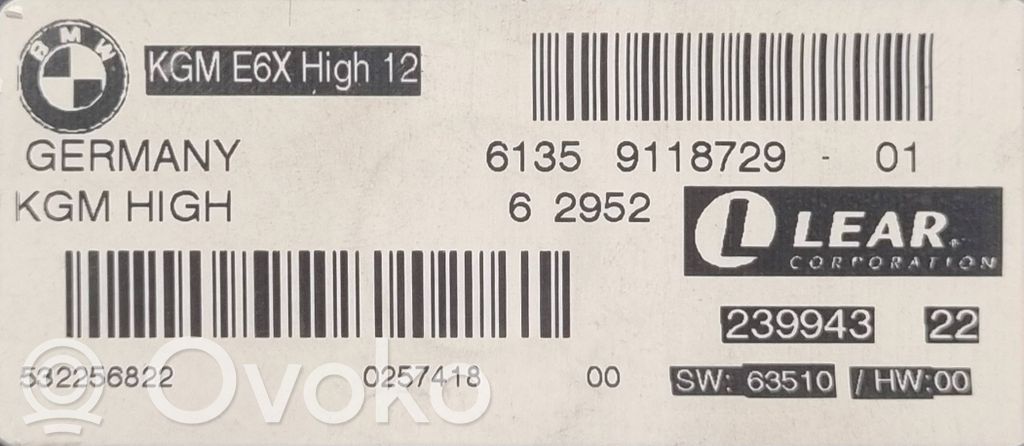 BMW
KGM E6X High 12
GERMANY 6135 9118729 - 01
KGM HIGH 6 2952
L LEAR.
CORPORATION
239943 22
532256822 0257418 00 SW: 63510 / HW:00
Ovoko